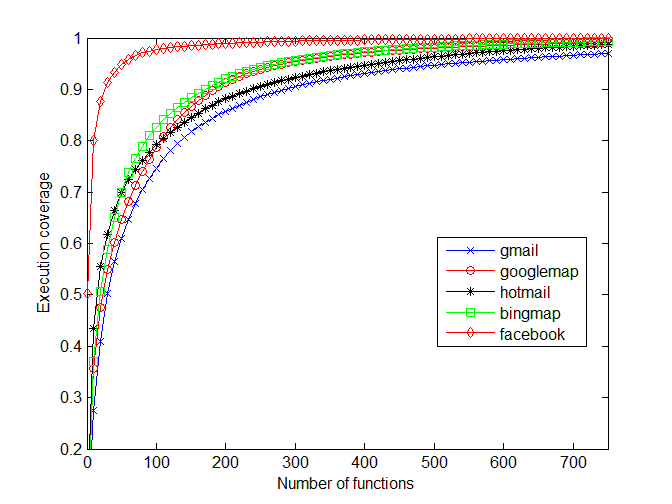 1
0.9
0.8
0.7
0.6
0.5
0.4
0.3
0.2
Execution coverage
gmail
googlemap
hotmail
bingmap
facebook
0 100 200 300 400 500 600 700
Number of functions